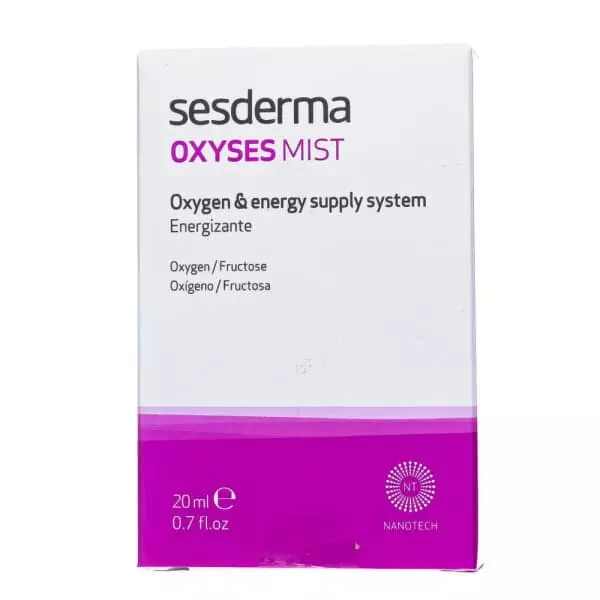 sesderma
OXYSES MIST
Oxygen & energy supply system
Energizante
Oxygen / Fructose
Oxígeno / Fructosa
20 ml ℮
0.7 fl.oz
NT
NANOTECH